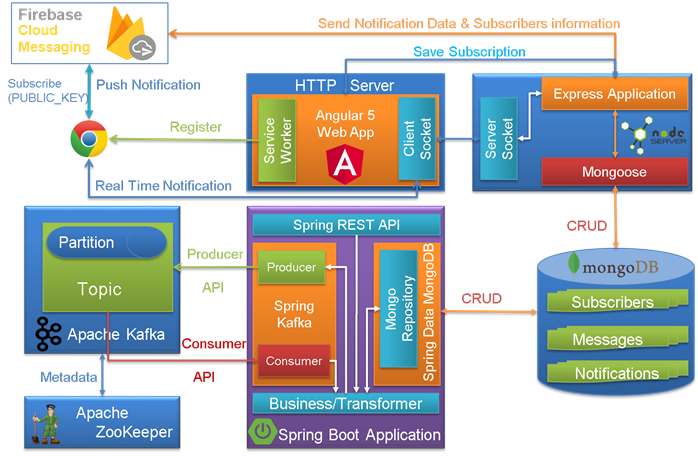 Firebase
Cloud
Messaging
Send Notification Data & Subscribers information
Save Subscription
Subscribe
(PUBLIC_KEY)
Push Notification
HTTP Server
Angular 5
Web App
Service
Worker
Client
Socket
Server
Socket
Express Application
node
SERVER
Mongoose
Register
Real Time Notification
CRUD
Partition
Topic
Apache Kafka
Producer
API
Consumer
API
Spring REST API
Producer
Spring
Kafka
Consumer
Mongo
Repository
Spring Data MongoDB
CRUD
mongoDB
Subscribers
Messages
Notifications
Metadata
Business/Transformer
Apache
ZooKeeper
Spring Boot Application